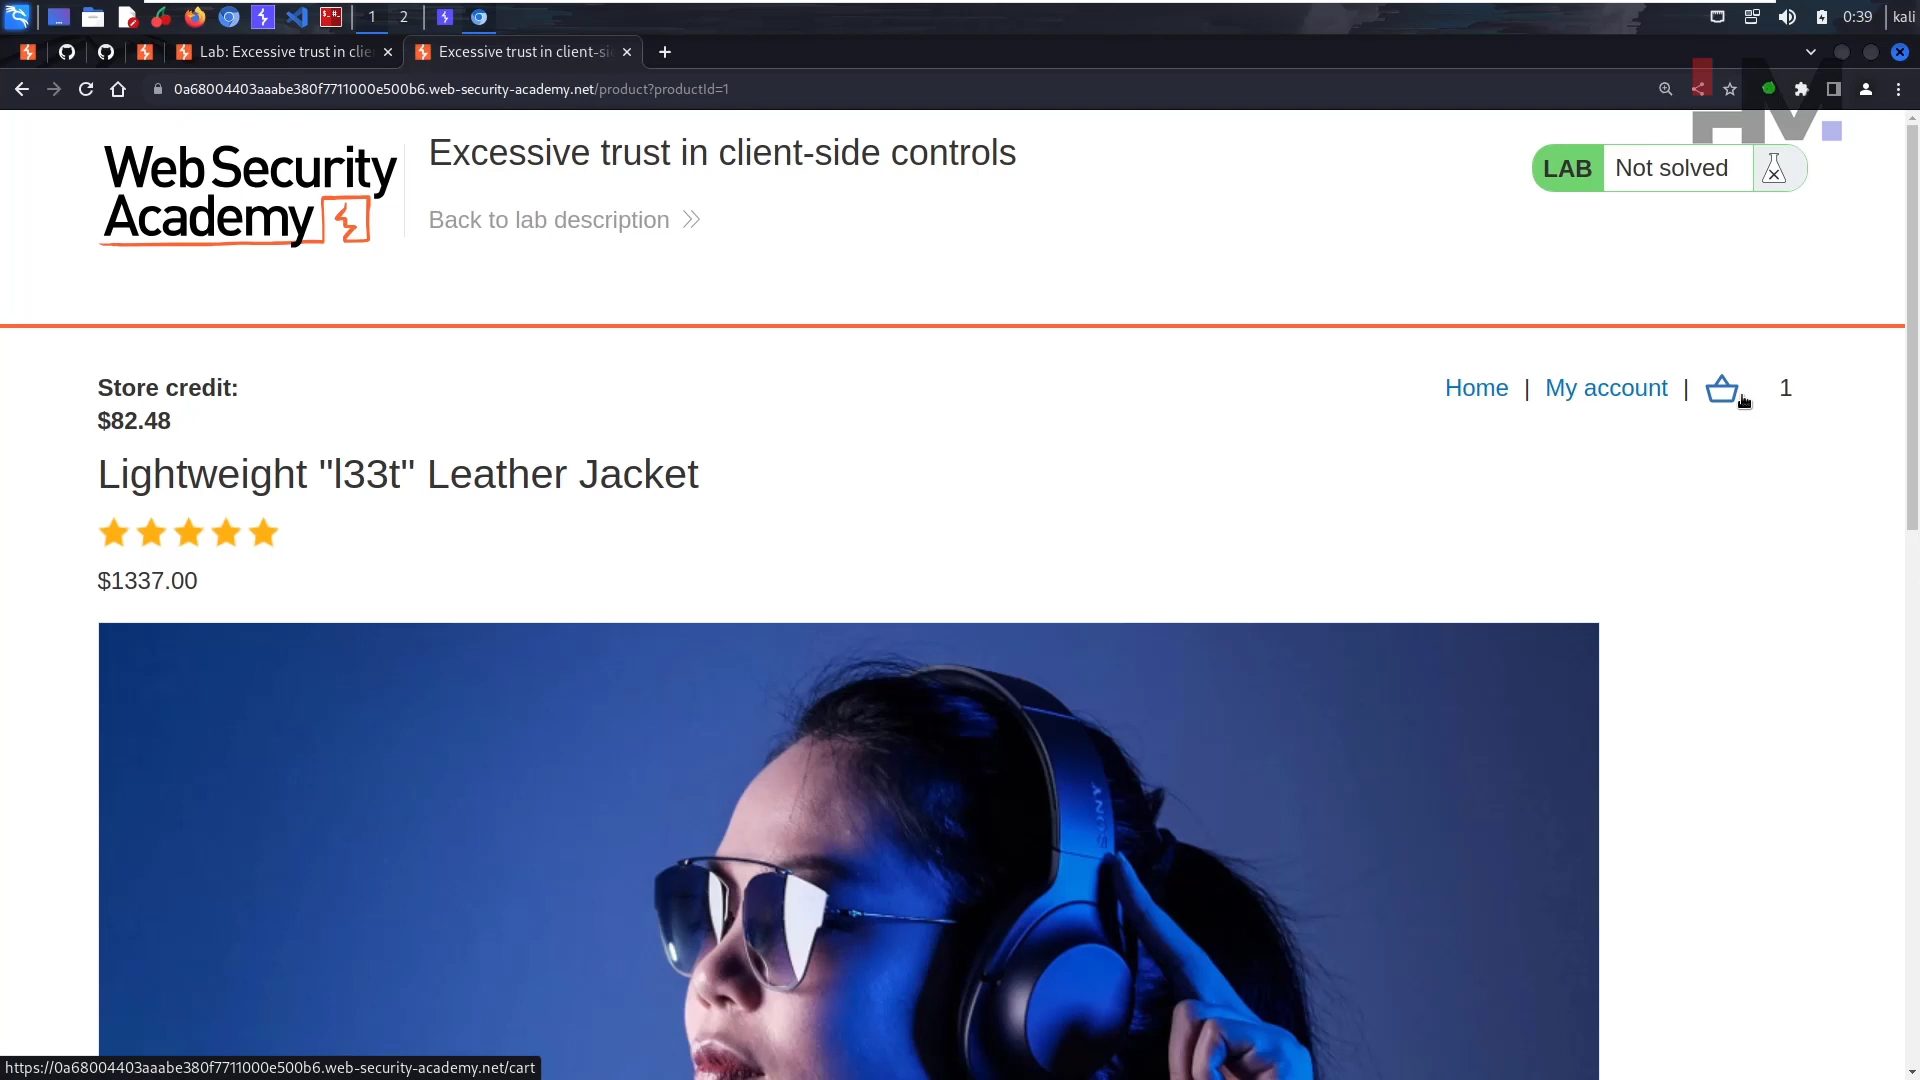 1
2
0:39
kali
Lab: Excessive trust in clie
Excessive trust in client-si
0a68004403aaabe380f7711000e500b6.web-security-academy.net/product?productId=1
HM
WebSecurity
Academy
Excessive trust in client-side controls
Back to lab description
LAB
Not solved
Store credit:
$82.48
Home | My account |
1
Lightweight "l33t" Leather Jacket
$1337.00
SONY
https://0a68004403aaabe380f7711000e500b6.web-security-academy.net/cart